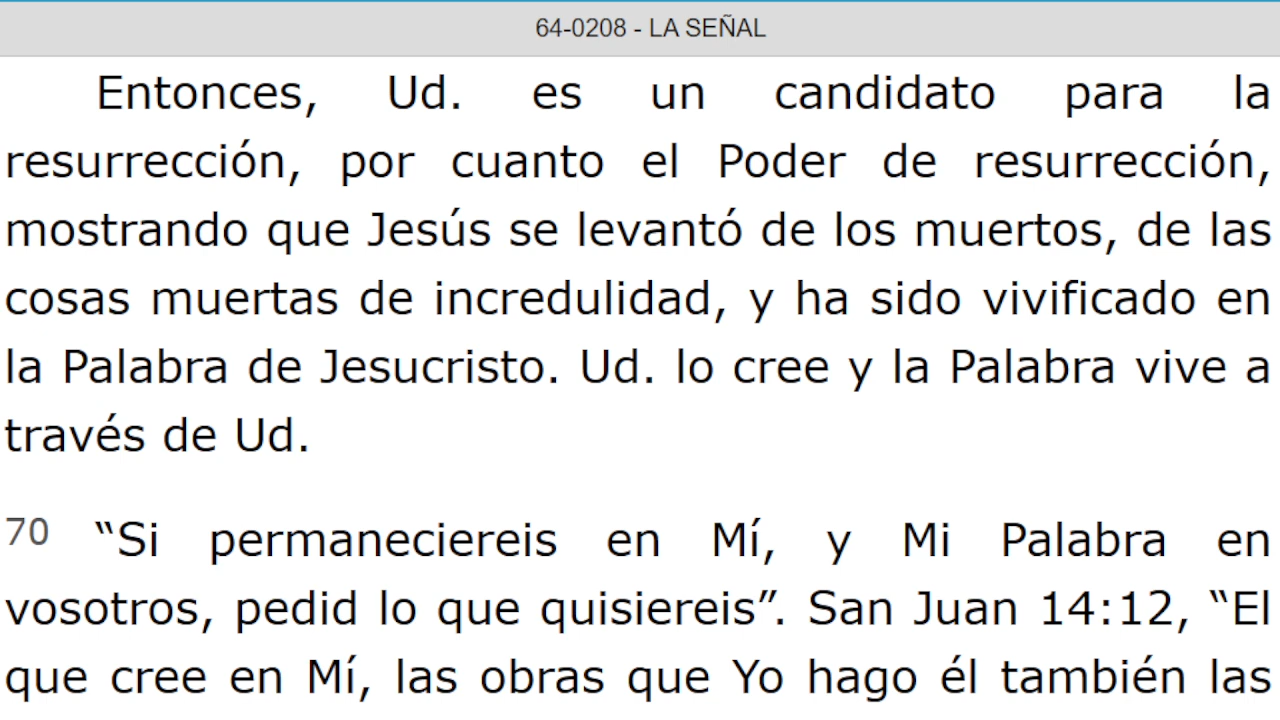 64-0208 - LA SEÑAL
Entonces, Ud. es un candidato para la
resurrección, por cuanto el Poder de resurrección,
mostrando que Jesús se levantó de los muertos, de las
cosas muertas de incredulidad, y ha sido vivificado en
la Palabra de Jesucristo. Ud. lo cree y la Palabra vive a
través de Ud.
70 “Si permaneciereis en Mí, y Mi Palabra en
vosotros, pedid lo que quisiereis”. San Juan 14:12, “El
que cree en Mí, las obras que Yo hago él también las